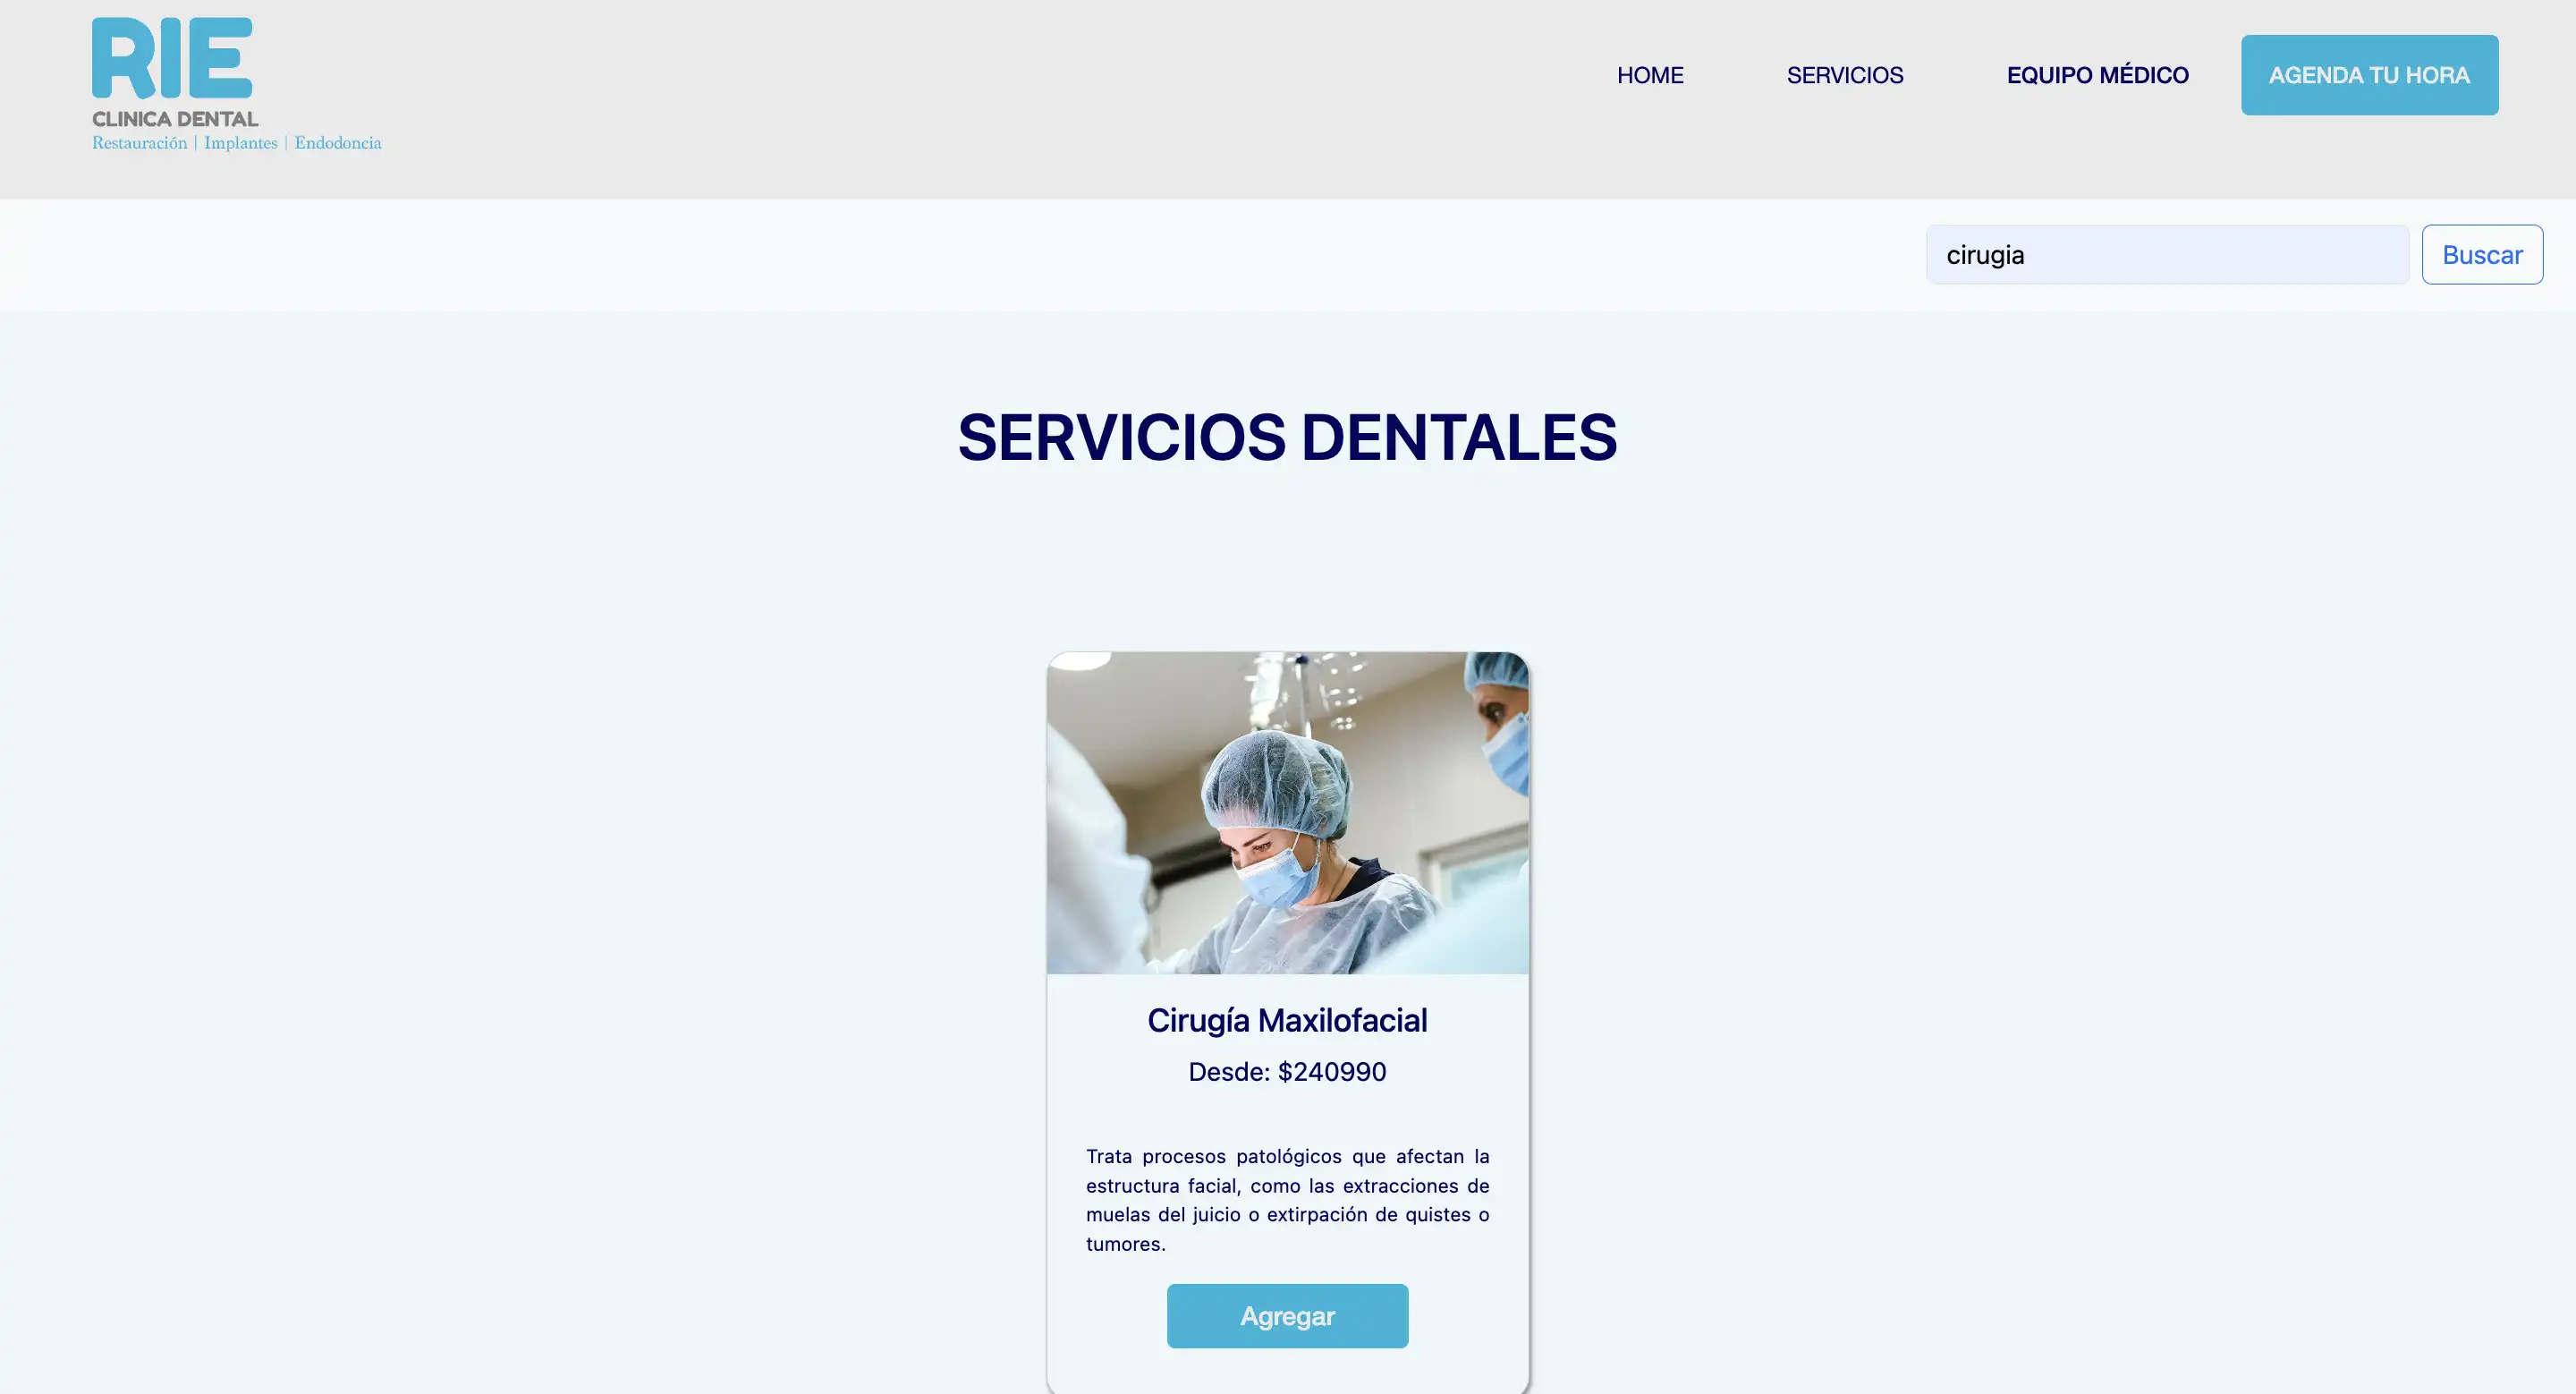 RIE
CLINICA DENTAL
Restauración | Implantes | Endodoncia
HOME
SERVICIOS
EQUIPO MÉDICO
AGENDA TU HORA
cirugia
Buscar
SERVICIOS DENTALES
Cirugía Maxilofacial
Desde: $240990
Trata procesos patológicos que afectan la
estructura facial, como las extracciones de
muelas del juicio o extirpación de quistes o
tumores.
Agregar